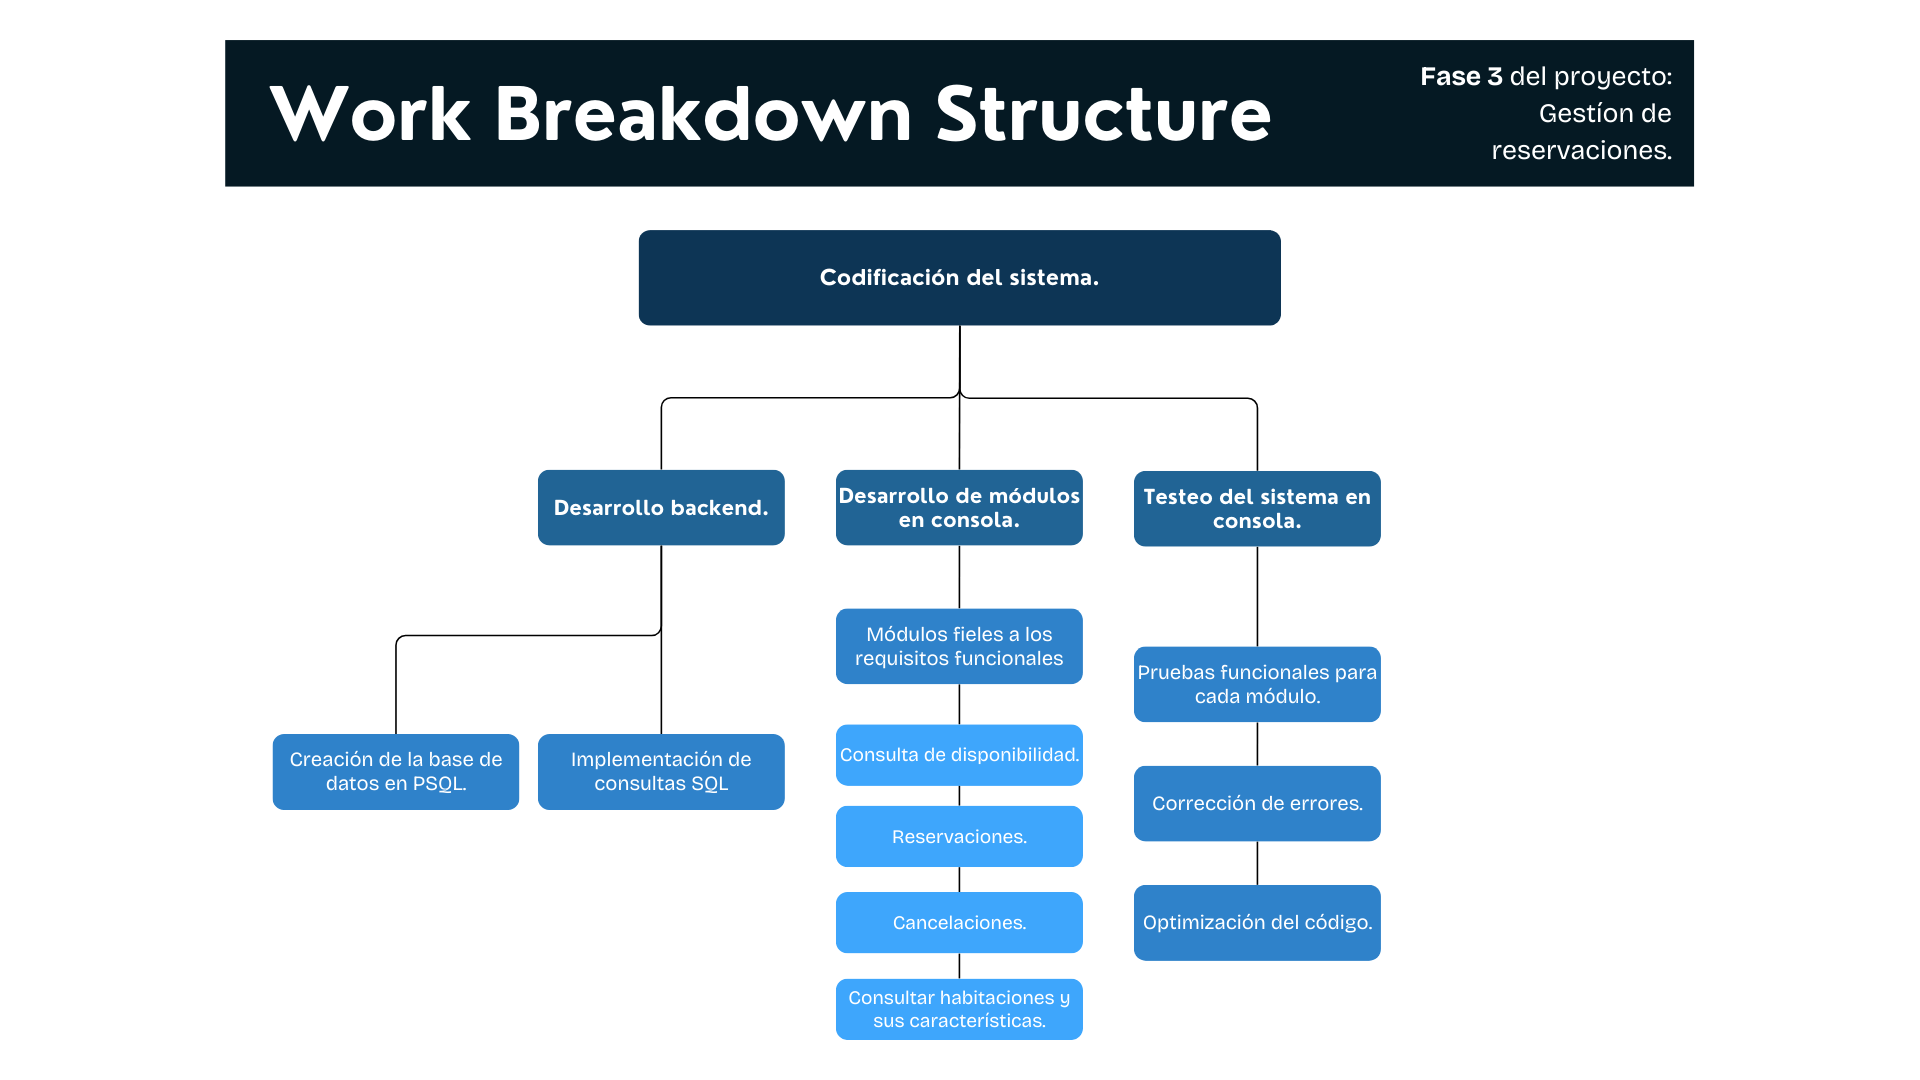 Work Breakdown Structure
Fase 3 del proyecto:
Gestíon de
reservaciones.
Codificación del sistema.
Desarrollo backend.
Desarrollo de módulos
en consola.
Testeo del sistema en
consola.
Creación de la base de
datos en PSQL.
Implementación de
consultas SQL
Módulos fieles a los
requisitos funcionales
Consulta de disponibilidad.
Reservaciones.
Cancelaciones.
Consultar habitaciones y
sus características.
Pruebas funcionales para
cada módulo.
Corrección de errores.
Optimización del código.